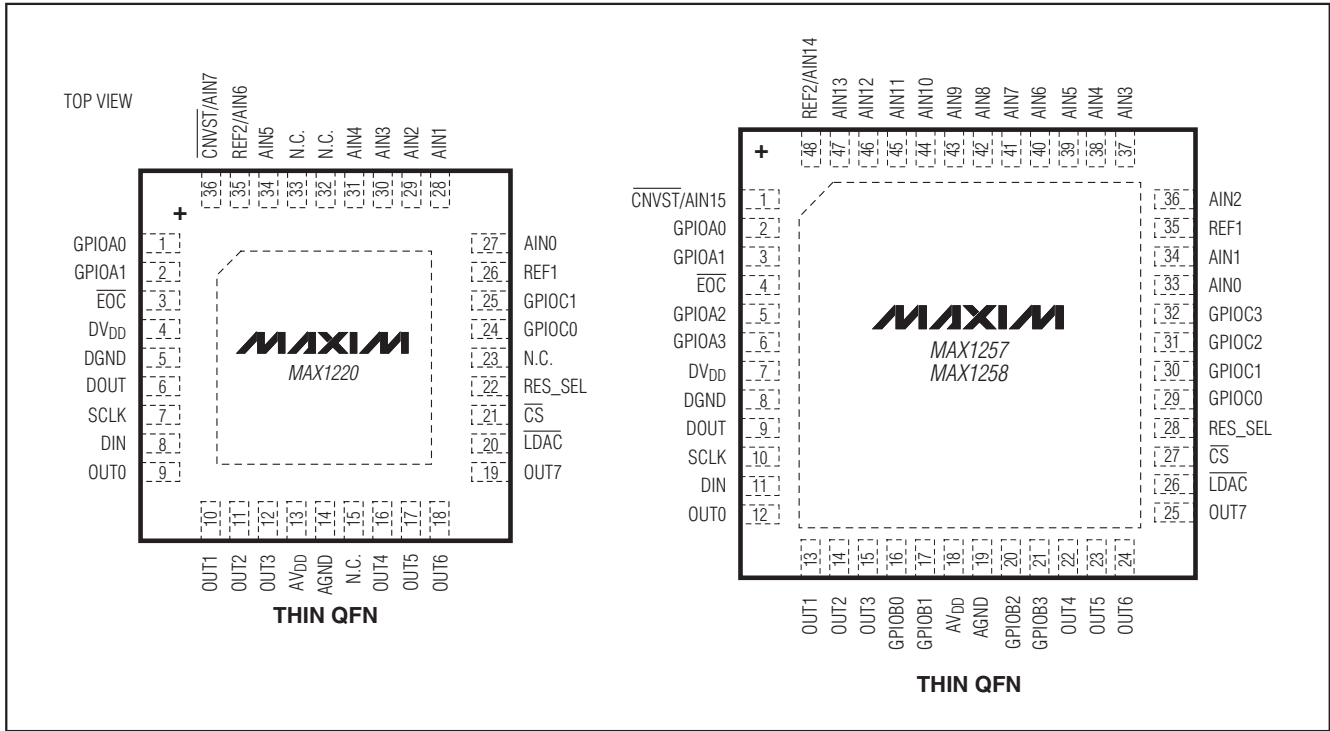 TOP VIEW
CNVST/AIN7
REF2/AIN6
AIN5
N.C.
N.C.
AIN4
AIN3
AIN2
AIN1
36 35 34 33 32 31 30 29 28
+
GPIOA0 1
GPIOA1 2
EOC 3
DVDD 4
DGND 5
DOUT 6
SCLK 7
DIN 8
OUT0 9
MAXIM
MAX1220
27 AIN0
26 REF1
25 GPIOC1
24 GPIOC0
23 N.C.
22 RES_SEL
21 CS
20 LDAC
19 OUT7
10 11 12 13 14 15 16 17 18
OUT1
OUT2
OUT3
AVDD
AGND
N.C.
OUT4
OUT5
OUT6
THIN QFN
REF2/AIN14
AIN13
AIN12
AIN11
AIN10
AIN9
AIN8
AIN7
AIN6
AIN5
AIN4
AIN3
+
48 47 46 45 44 43 42 41 40 39 38 37
CNVST/AIN15 1
GPIOA0 2
GPIOA1 3
EOC 4
GPIOA2 5
GPIOA3 6
DVDD 7
DGND 8
DOUT 9
SCLK 10
DIN 11
OUT0 12
MAXIM
MAX1257
MAX1258
36 AIN2
35 REF1
34 AIN1
33 AIN0
32 GPIOC3
31 GPIOC2
30 GPIOC1
29 GPIOC0
28 RES_SEL
27 CS
26 LDAC
25 OUT7
13 14 15 16 17 18 19 20 21 22 23 24
OUT1
OUT2
OUT3
GPIOB0
GPIOB1
AVDD
AGND
GPIOB2
GPIOB3
OUT4
OUT5
OUT6
THIN QFN